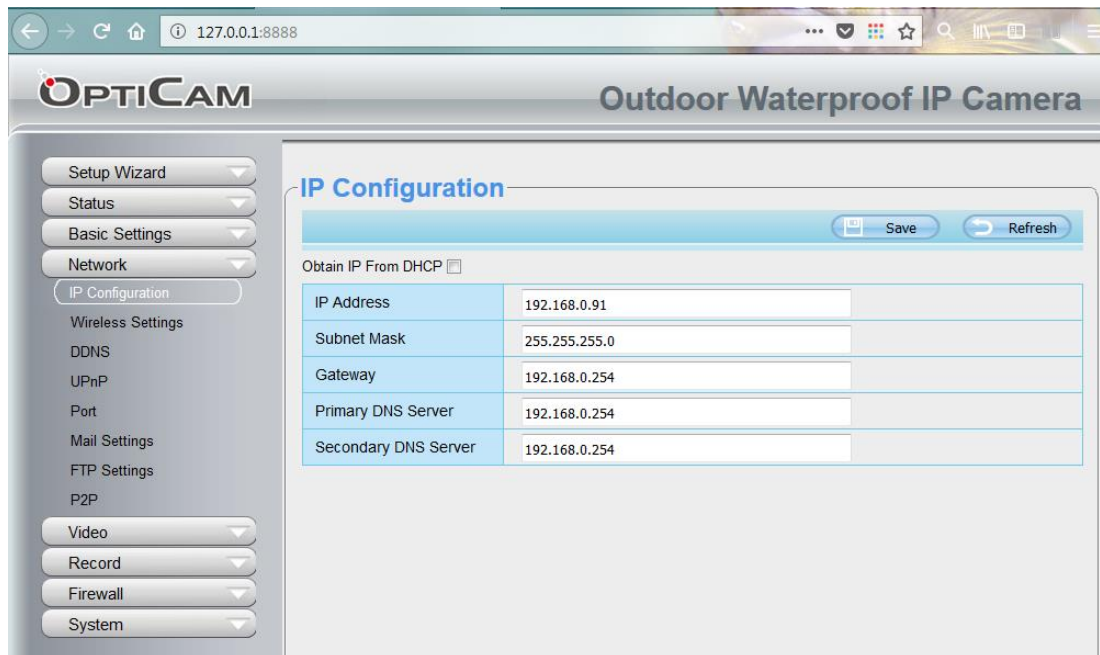 127.0.0.1:8888
OPTICAM
Outdoor Waterproof IP Camera
Setup Wizard
Status
Basic Settings
Network
IP Configuration
Wireless Settings
DDNS
UPnP
Port
Mail Settings
FTP Settings
P2P
Video
Record
Firewall
System
IP Configuration
Save Refresh
Obtain IP From DHCP
IP Address 192.168.0.91
Subnet Mask 255.255.255.0
Gateway 192.168.0.254
Primary DNS Server 192.168.0.254
Secondary DNS Server 192.168.0.254